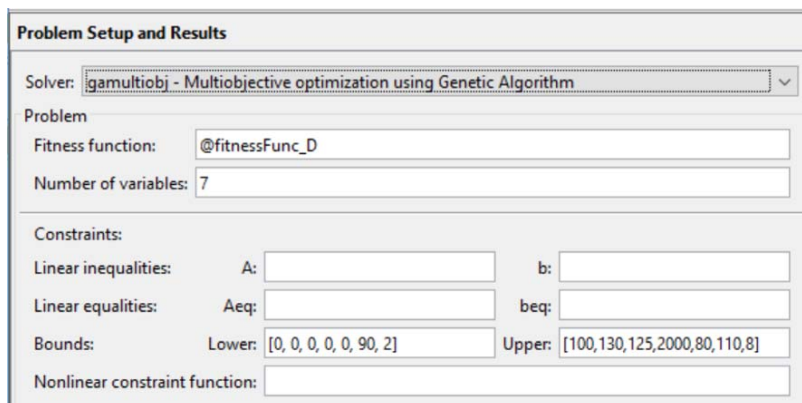 Problem Setup and Results
Solver: gamultiobj - Multiobjective optimization using Genetic Algorithm
Problem
Fitness function: @fitnessFunc_D
Number of variables: 7
Constraints:
Linear inequalities: A: b:
Linear equalities: Aeq: beq:
Bounds: Lower: [0, 0, 0, 0, 0, 90, 2] Upper: [100,130,125,2000,80,110,8]
Nonlinear constraint function: